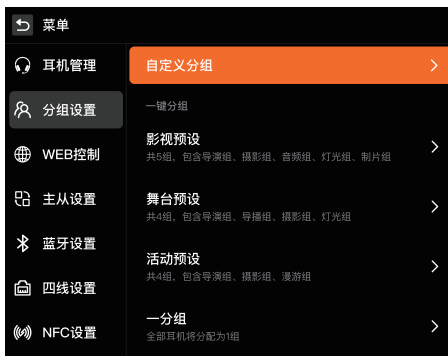 菜单
耳机管理
分组设置
WEB控制
主从设置
蓝牙设置
四线设置
NFC设置
自定义分组
一键分组
影视预设
共5组，包含导演组、摄影组、音频组、灯光组、制片组
舞台预设
共4组，包含导演组、导播组、摄影组、灯光组
活动预设
共4组，包含导演组、摄影组、漫游组
一分组
全部耳机将分配为1组